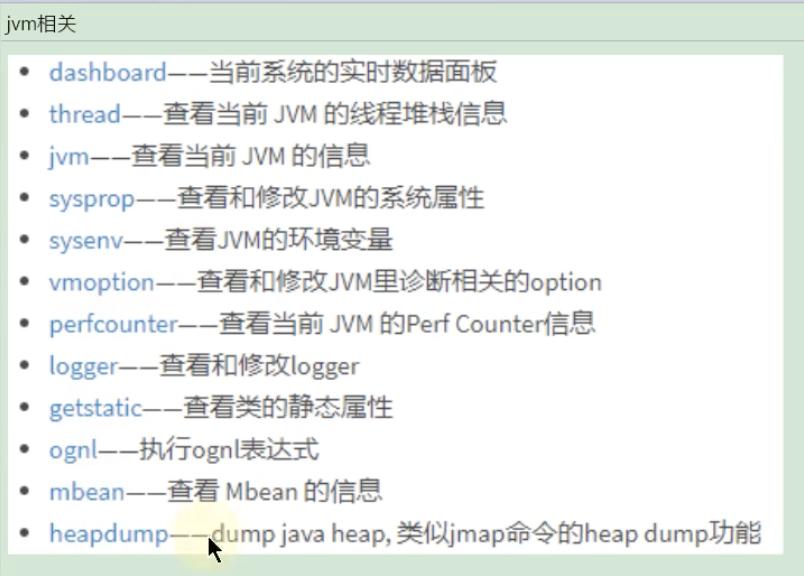 jvm相关
dashboard——当前系统的实时数据面板
thread——查看当前 JVM 的线程堆栈信息
jvm——查看当前 JVM 的信息
sysprop——查看和修改JVM的系统属性
sysenv——查看JVM的环境变量
vmoption——查看和修改JVM里诊断相关的option
perfcounter——查看当前 JVM 的Perf Counter信息
logger——查看和修改logger
getstatic——查看类的静态属性
ognl——执行ognl表达式
mbean——查看 Mbean 的信息
heapdump——dump java heap, 类似jmap命令的heap dump功能